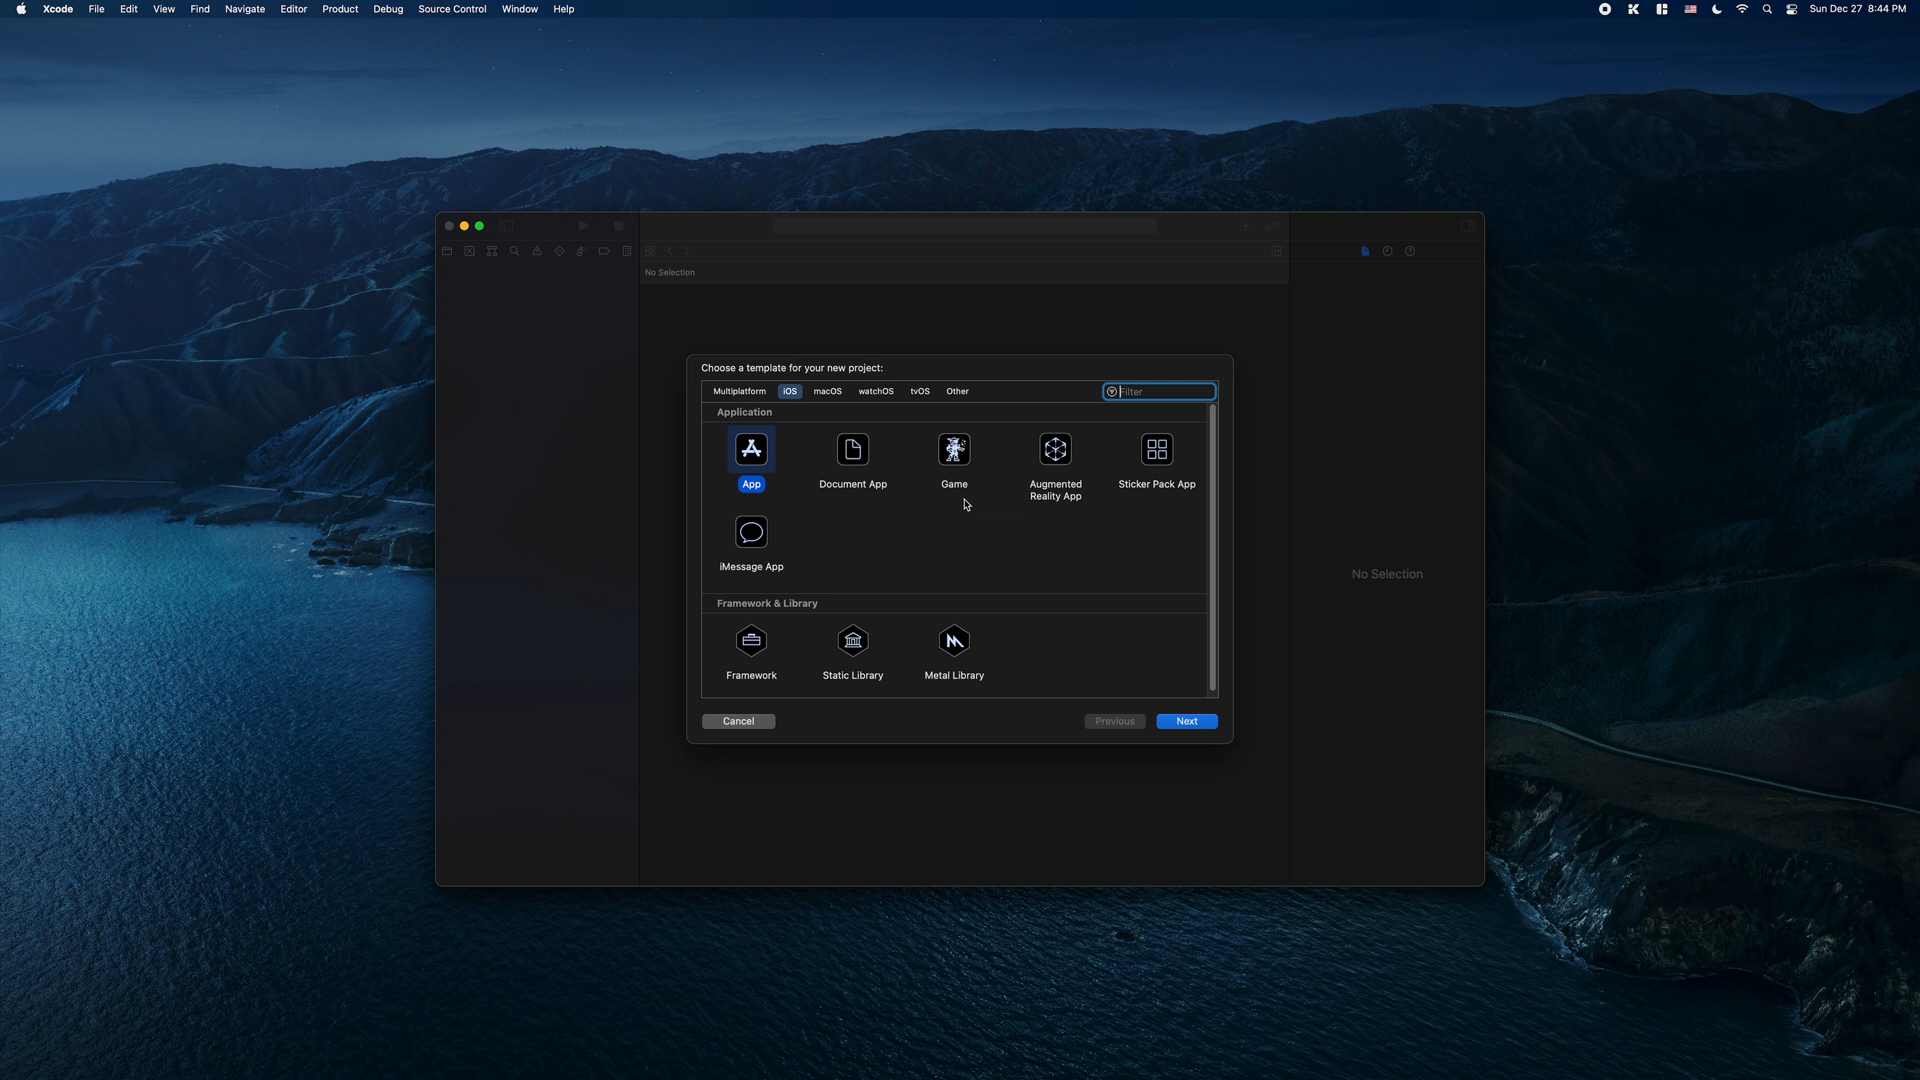 Xcode File Edit View Find Navigate Editor Product Debug Source Control Window Help Sun Dec 27 8:44 PM
No Selection
Choose a template for your new project:
Multiplatform iOS macOS watchOS tvOS Other Filter
Application
App Document App Game Augmented Reality App Sticker Pack App
iMessage App
No Selection
Framework & Library
Framework Static Library Metal Library
Cancel Previous Next